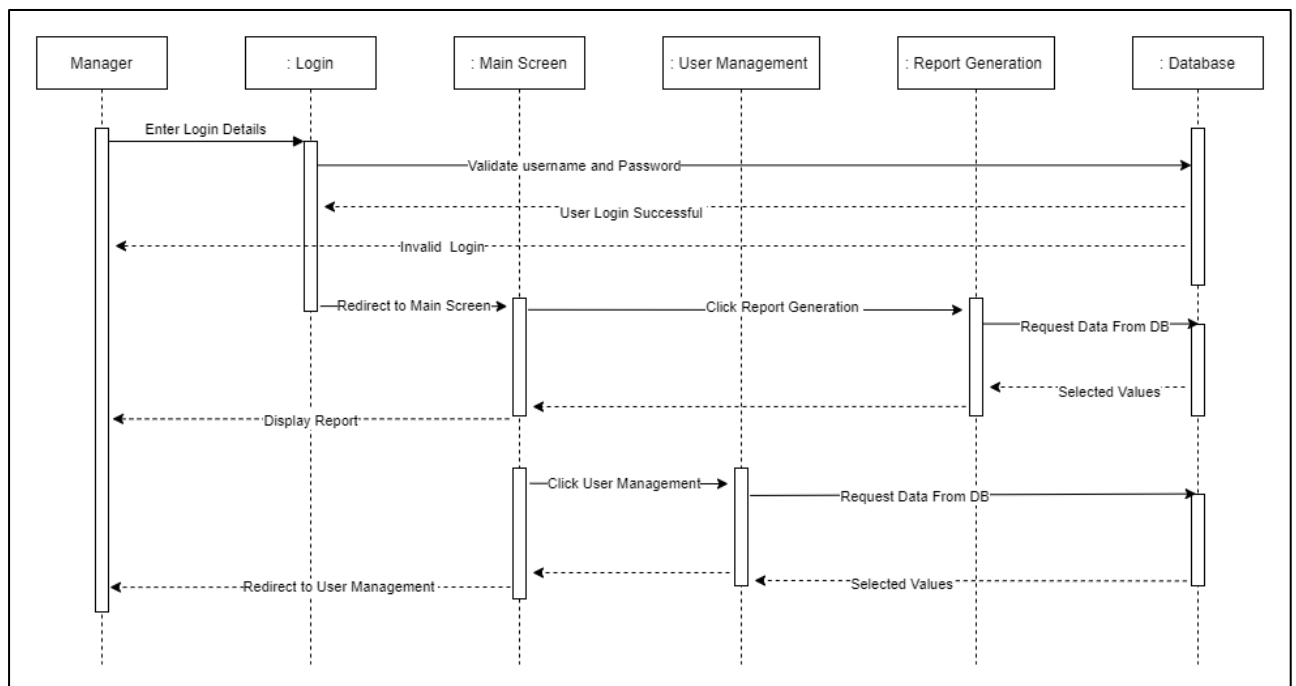 Manager
: Login
: Main Screen
: User Management
: Report Generation
: Database
Enter Login Details
Validate username and Password
User Login Successful
Invalid Login
Redirect to Main Screen
Click Report Generation
Request Data From DB
Selected Values
Display Report
Click User Management
Request Data From DB
Selected Values
Redirect to User Management